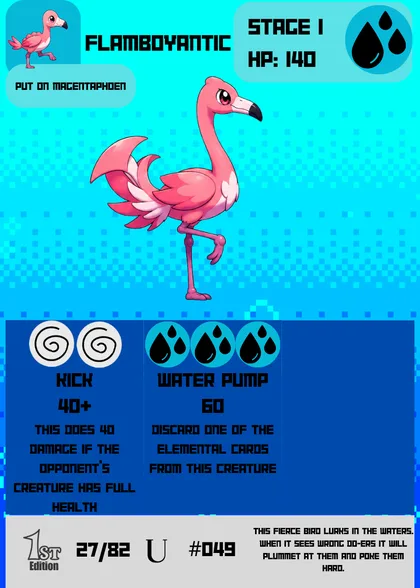 FLAMBOYANTIC
STAGE 1
HP: 140
PUT ON MAGENTAPHOEN
KICK
40+
THIS DOES 40
DAMAGE IF THE
OPPONENT'S
CREATURE HAS FULL
HEALTH
WATER PUMP
60
DISCARD ONE OF THE
ELEMENTAL CARDS
FROM THIS CREATURE
1ST
Edition
27/82
U
#049
THIS FIERCE BIRD LURKS IN THE WATERS.
WHEN IT SEES WRONG DO-ERS IT WILL
PLUMMET AT THEM AND POKE THEM
HARD.